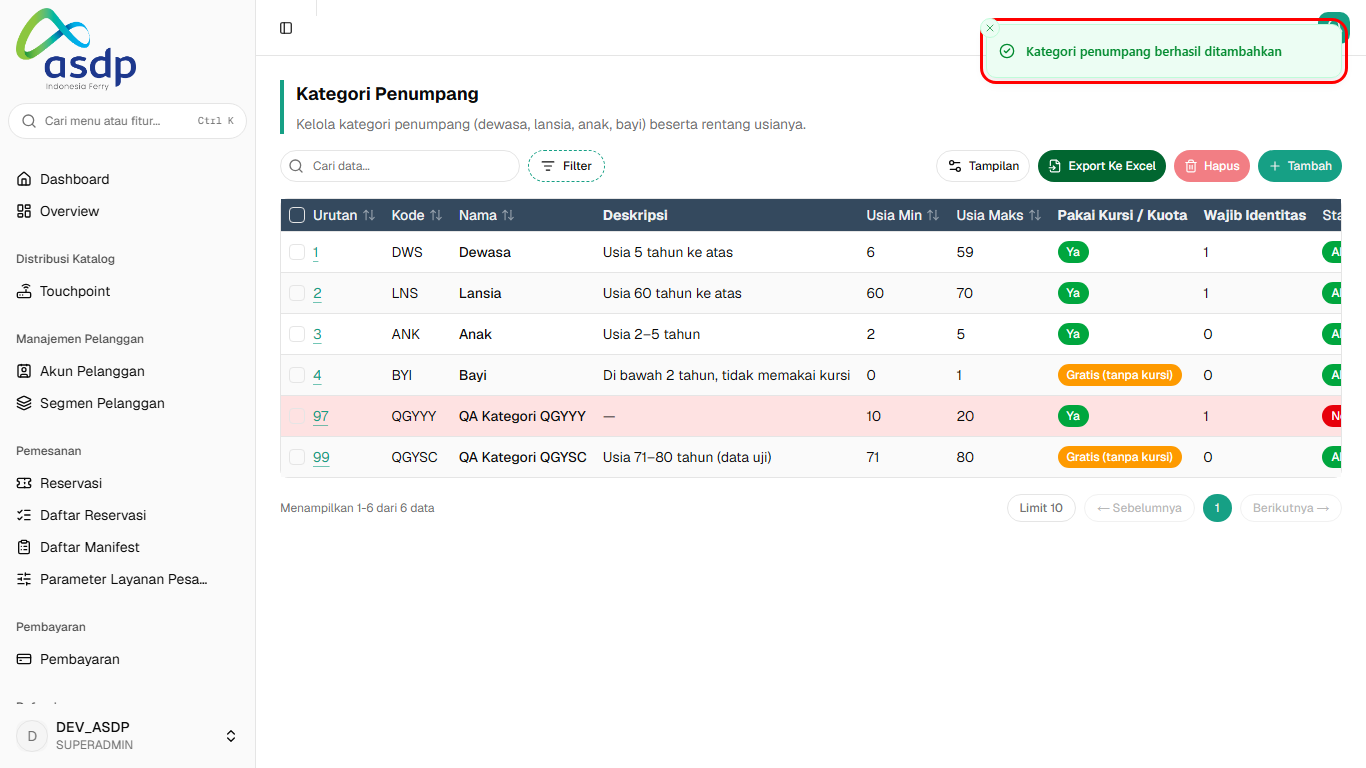 asdp
Indonesia Ferry
Cari menu atau fitur... Ctrl K
Dashboard
Overview
Distribusi Katalog
Touchpoint
Manajemen Pelanggan
Akun Pelanggan
Segmen Pelanggan
Pemesanan
Reservasi
Daftar Reservasi
Daftar Manifest
Parameter Layanan Pesa...
Pembayaran
Pembayaran
D DEV_ASDP
SUPERADMIN
Kategori penumpang berhasil ditambahkan
Kategori Penumpang
Kelola kategori penumpang (dewasa, lansia, anak, bayi) beserta rentang usianya.
Cari data... Filter Tampilan Export Ke Excel Hapus + Tambah
Urutan Kode Nama Deskripsi Usia Min Usia Maks Pakai Kursi / Kuota Wajib Identitas Sta
1 DWS Dewasa Usia 5 tahun ke atas 6 59 Ya 1
2 LNS Lansia Usia 60 tahun ke atas 60 70 Ya 1
3 ANK Anak Usia 2–5 tahun 2 5 Ya 0
4 BYI Bayi Di bawah 2 tahun, tidak memakai kursi 0 1 Gratis (tanpa kursi) 0
97 QGYYY QA Kategori QGYYY — 10 20 Ya 1
99 QGYSC QA Kategori QGYSC Usia 71–80 tahun (data uji) 71 80 Gratis (tanpa kursi) 0
Menampilkan 1-6 dari 6 data Limit 10 ← Sebelumnya 1 Berikutnya →